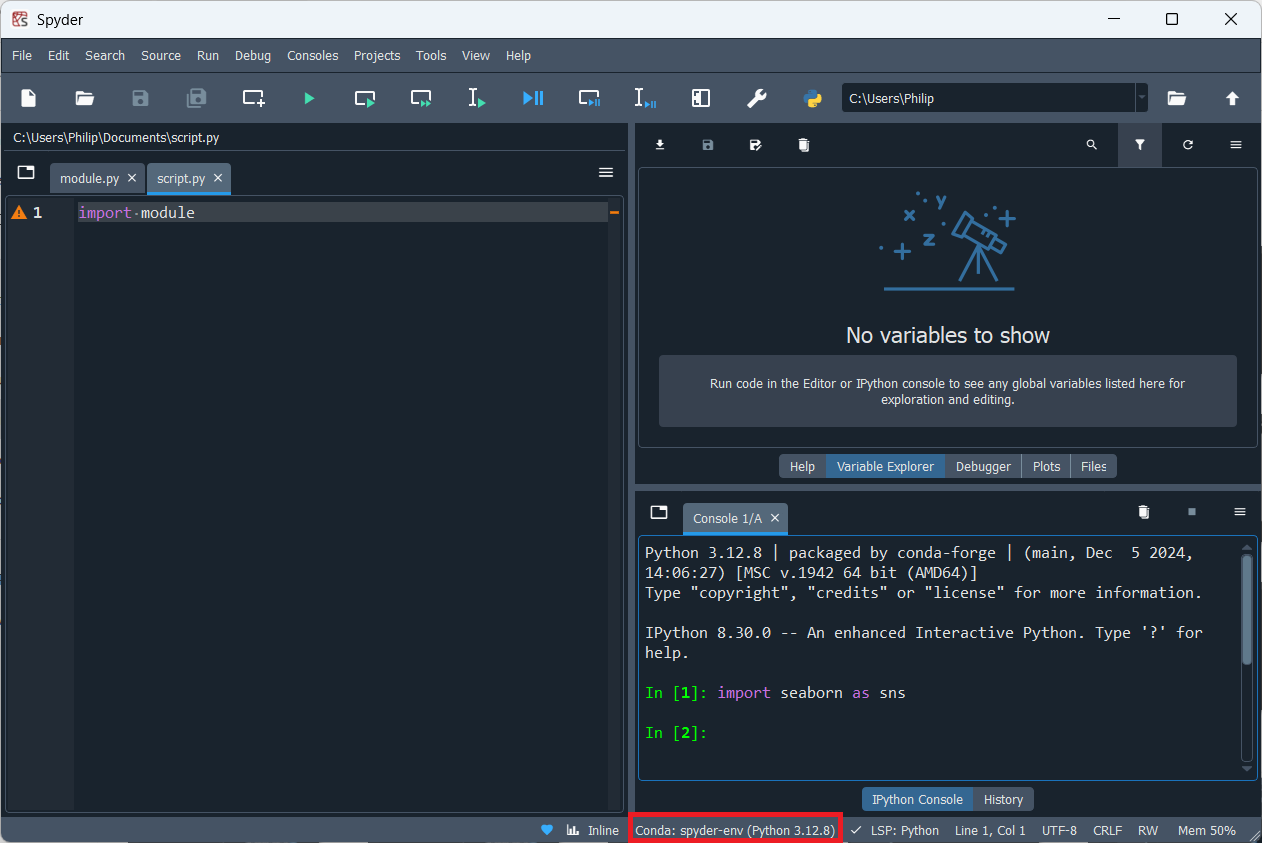 Spyder
File Edit Search Source Run Debug Consoles Projects Tools View Help
C:\Users\Philip
C:\Users\Philip\Documents\script.py
module.py script.py
1 import module
x y z
No variables to show
Run code in the Editor or IPython console to see any global variables listed here for
exploration and editing.
Help Variable Explorer Debugger Plots Files
Console 1/A
Python 3.12.8 | packaged by conda-forge | (main, Dec  5 2024,
14:06:27) [MSC v.1942 64 bit (AMD64)]
Type "copyright", "credits" or "license" for more information.
IPython 8.30.0 -- An enhanced Interactive Python. Type '?' for
help.
In [1]: import seaborn as sns
In [2]:
IPython Console History
Inline Conda: spyder-env (Python 3.12.8) LSP: Python Line 1, Col 1 UTF-8 CRLF RW Mem 50%